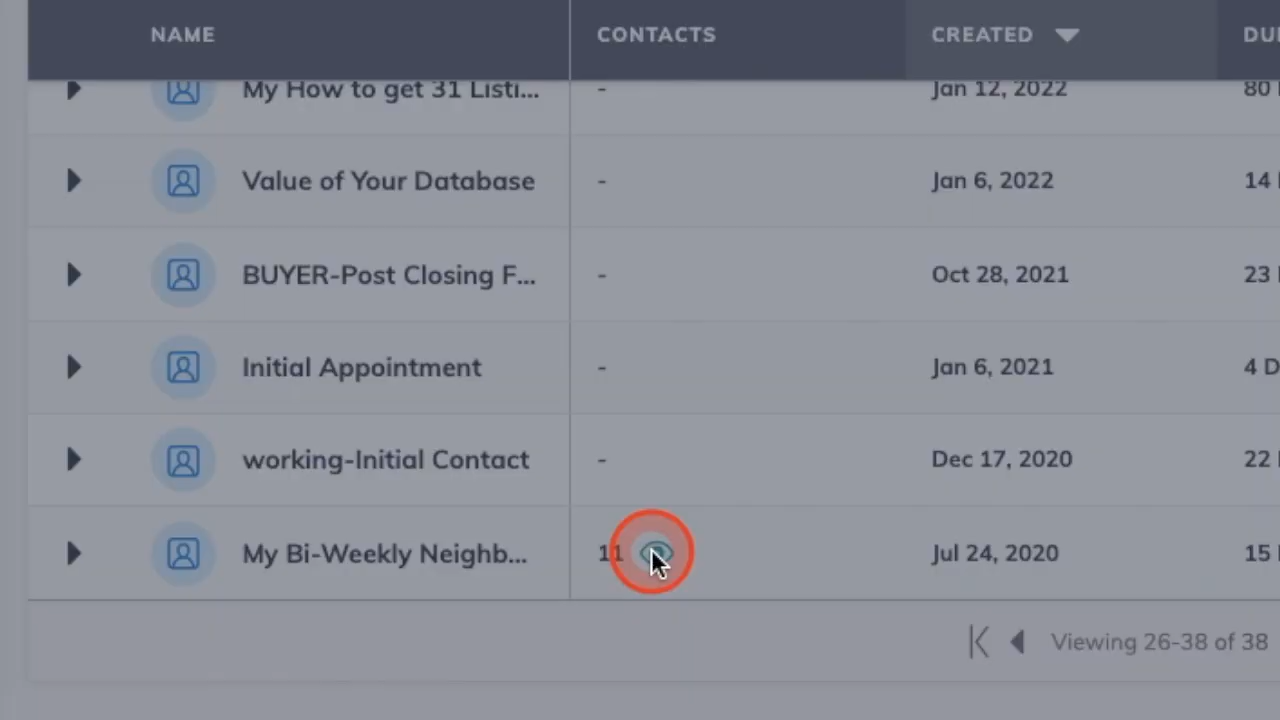 NAME CONTACTS CREATED
My How to get 31 Listi... - Jan 12, 2022 80
Value of Your Database - Jan 6, 2022 14
BUYER-Post Closing F... - Oct 28, 2021 23
Initial Appointment - Jan 6, 2021 4 D
working-Initial Contact - Dec 17, 2020 22
My Bi-Weekly Neighb... 11 Jul 24, 2020 15
Viewing 26-38 of 38